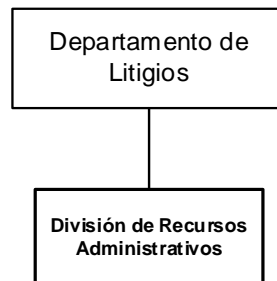 Departamento de
Litigios
División de Recursos
Administrativos